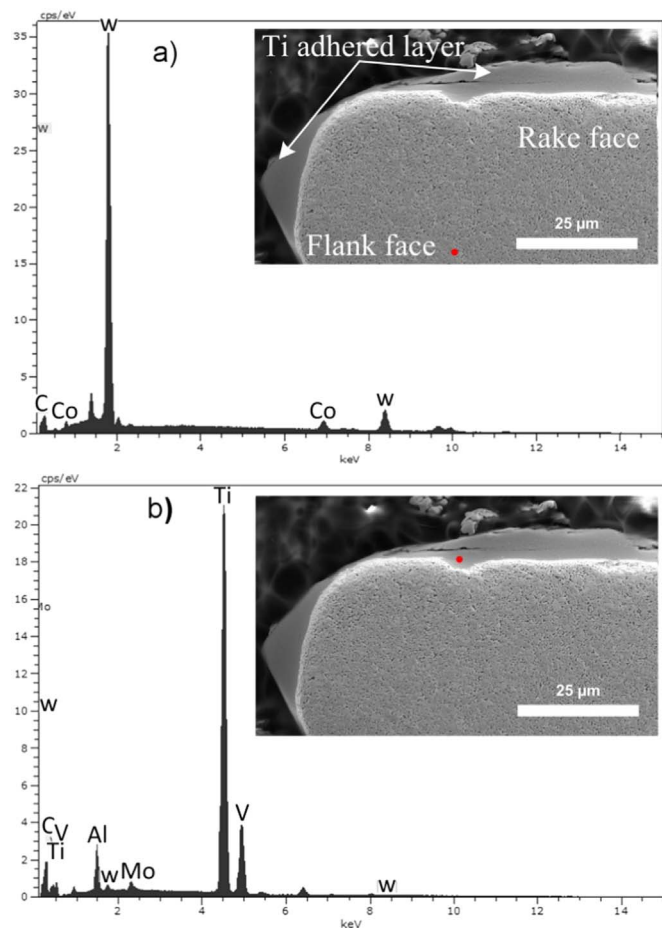 cps/eV
W
a)
Ti adhered layer
35
30
W
Rake face
25
25 µm
20
Flank face
15
10
5
C
Co
Co
W
0
2
4
6
8
10
12
14
keV
cps/eV
22
Ti
b)
20
18
16
Mo
14
25 µm
12
W
10
8
6
V
4
C V
Al
Ti
2
W
Mo
W
0
2
4
6
8
10
12
14
keV